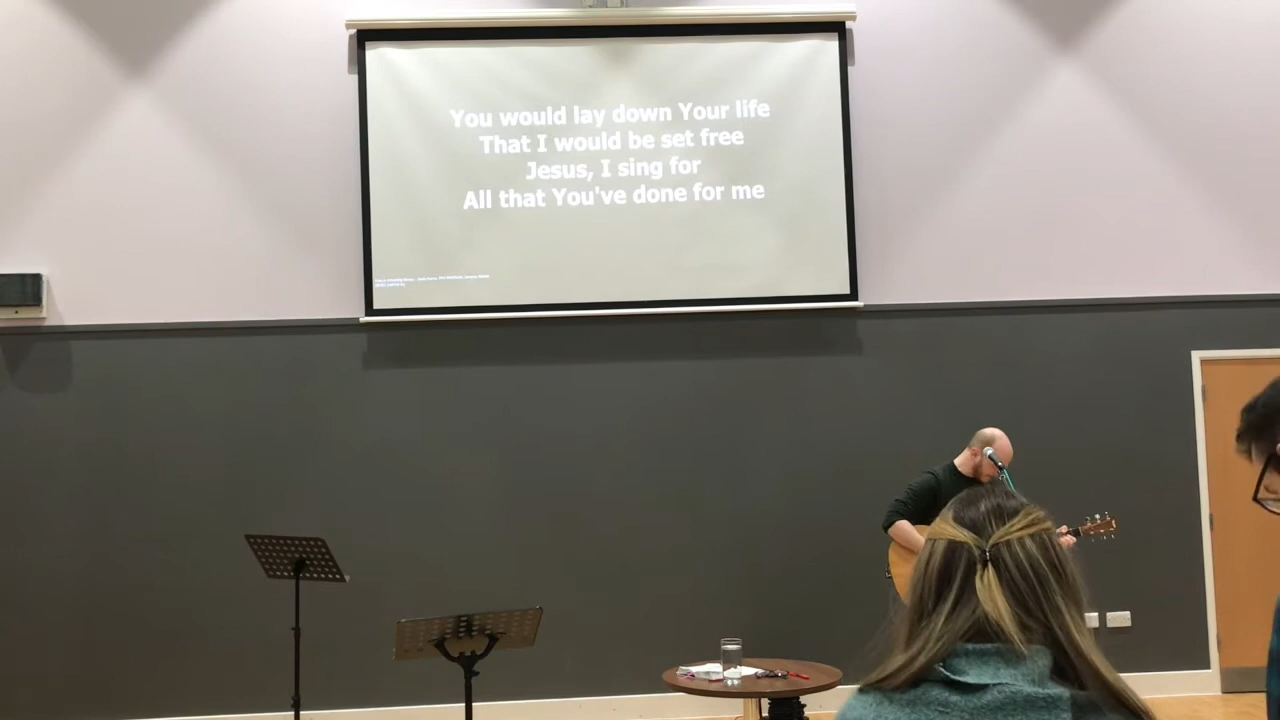 You would lay down Your life
That I would be set free
Jesus, I sing for
All that You've done for me